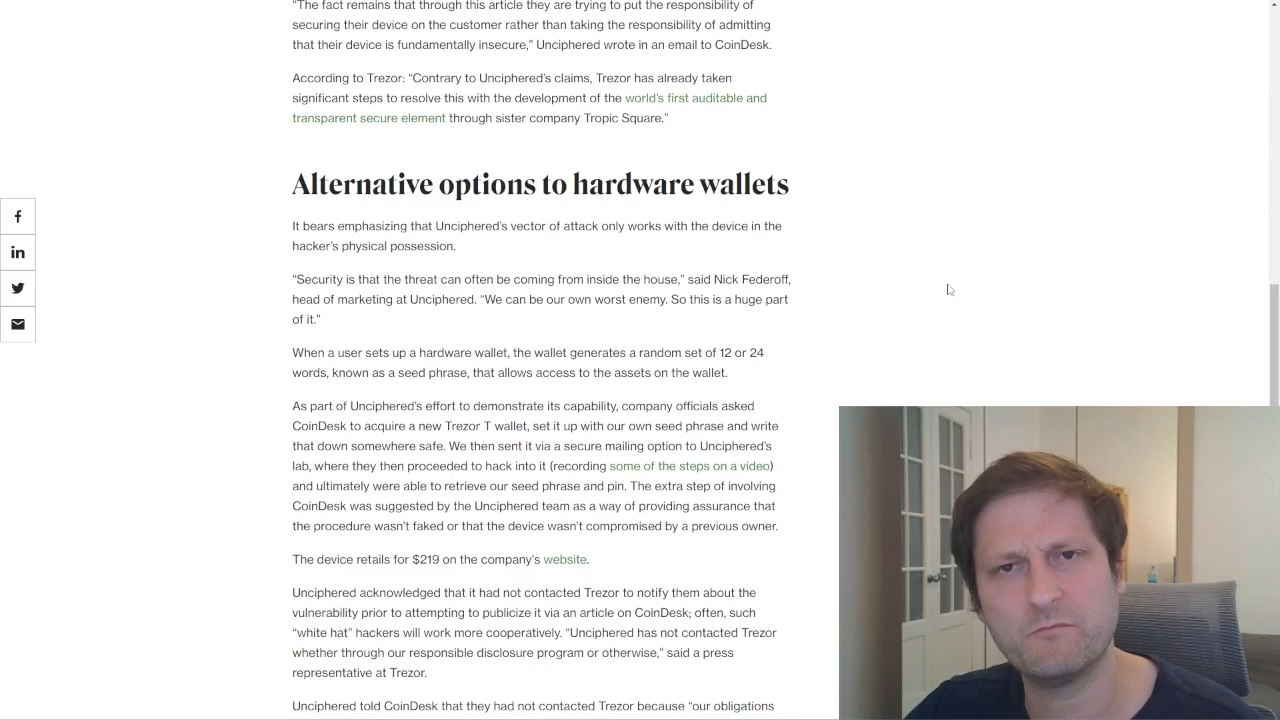 “The fact remains that through this article they are trying to put the responsibility of
securing their device on the customer rather than taking the responsibility of admitting
that their device is fundamentally insecure,” Unciphered wrote in an email to CoinDesk.
According to Trezor: “Contrary to Unciphered’s claims, Trezor has already taken
significant steps to resolve this with the development of the world’s first auditable and
transparent secure element through sister company Tropic Square.”
Alternative options to hardware wallets
It bears emphasizing that Unciphered’s vector of attack only works with the device in the
hacker’s physical possession.
“Security is that the threat can often be coming from inside the house,” said Nick Federoff,
head of marketing at Unciphered. “We can be our own worst enemy. So this is a huge part
of it.”
When a user sets up a hardware wallet, the wallet generates a random set of 12 or 24
words, known as a seed phrase, that allows access to the assets on the wallet.
As part of Unciphered’s effort to demonstrate its capability, company officials asked
CoinDesk to acquire a new Trezor T wallet, set it up with our own seed phrase and write
that down somewhere safe. We then sent it via a secure mailing option to Unciphered’s
lab, where they then proceeded to hack into it (recording some of the steps on a video)
and ultimately were able to retrieve our seed phrase and pin. The extra step of involving
CoinDesk was suggested by the Unciphered team as a way of providing assurance that
the procedure wasn’t faked or that the device wasn’t compromised by a previous owner.
The device retails for $219 on the company’s website.
Unciphered acknowledged that it had not contacted Trezor to notify them about the
vulnerability prior to attempting to publicize it via an article on CoinDesk; often, such
“white hat” hackers will work more cooperatively. “Unciphered has not contacted Trezor
whether through our responsible disclosure program or otherwise,” said a press
representative at Trezor.
Unciphered told CoinDesk that they had not contacted Trezor because “our obligations